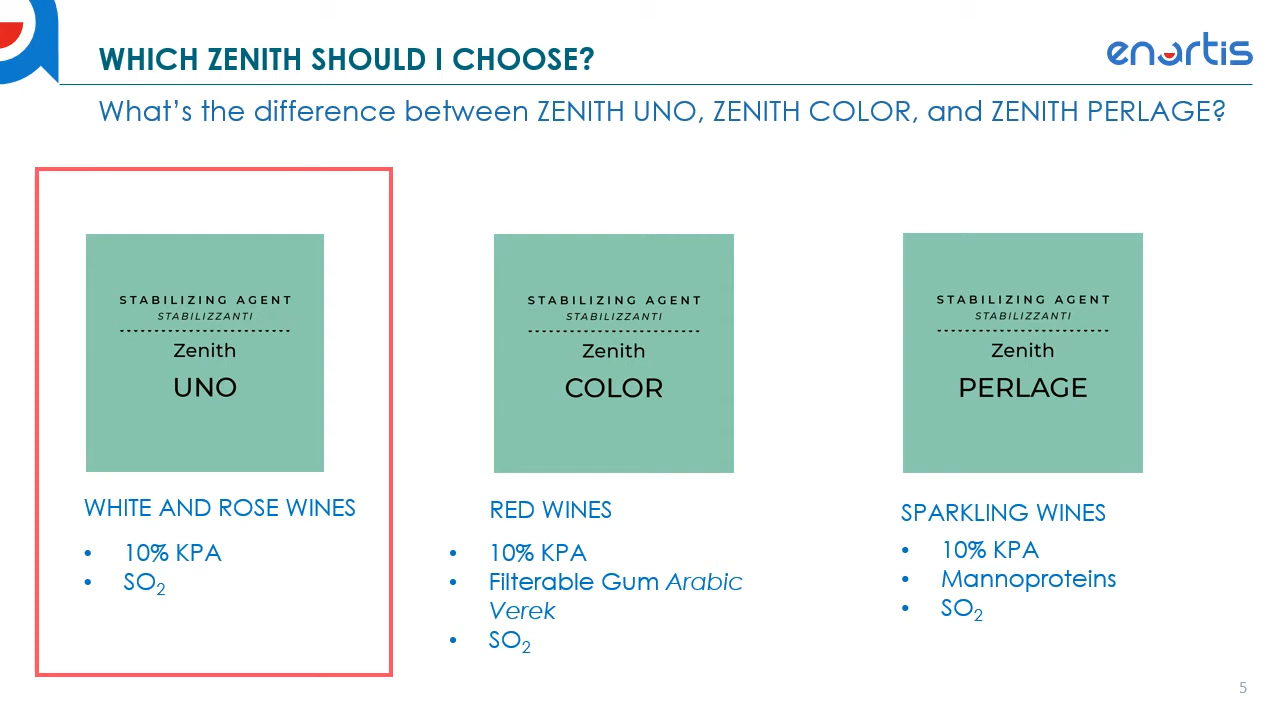 WHICH ZENITH SHOULD I CHOOSE?
enartis
What's the difference between ZENITH UNO, ZENITH COLOR, and ZENITH PERLAGE?
STABILIZING AGENT
STABILIZZANTI
Zenith
UNO
WHITE AND ROSE WINES
• 10% KPA
• SO₂
STABILIZING AGENT
STABILIZZANTI
Zenith
COLOR
RED WINES
• 10% KPA
• Filterable Gum Arabic
Verek
• SO₂
STABILIZING AGENT
STABILIZZANTI
Zenith
PERLAGE
SPARKLING WINES
• 10% KPA
• Mannoproteins
• SO₂
5